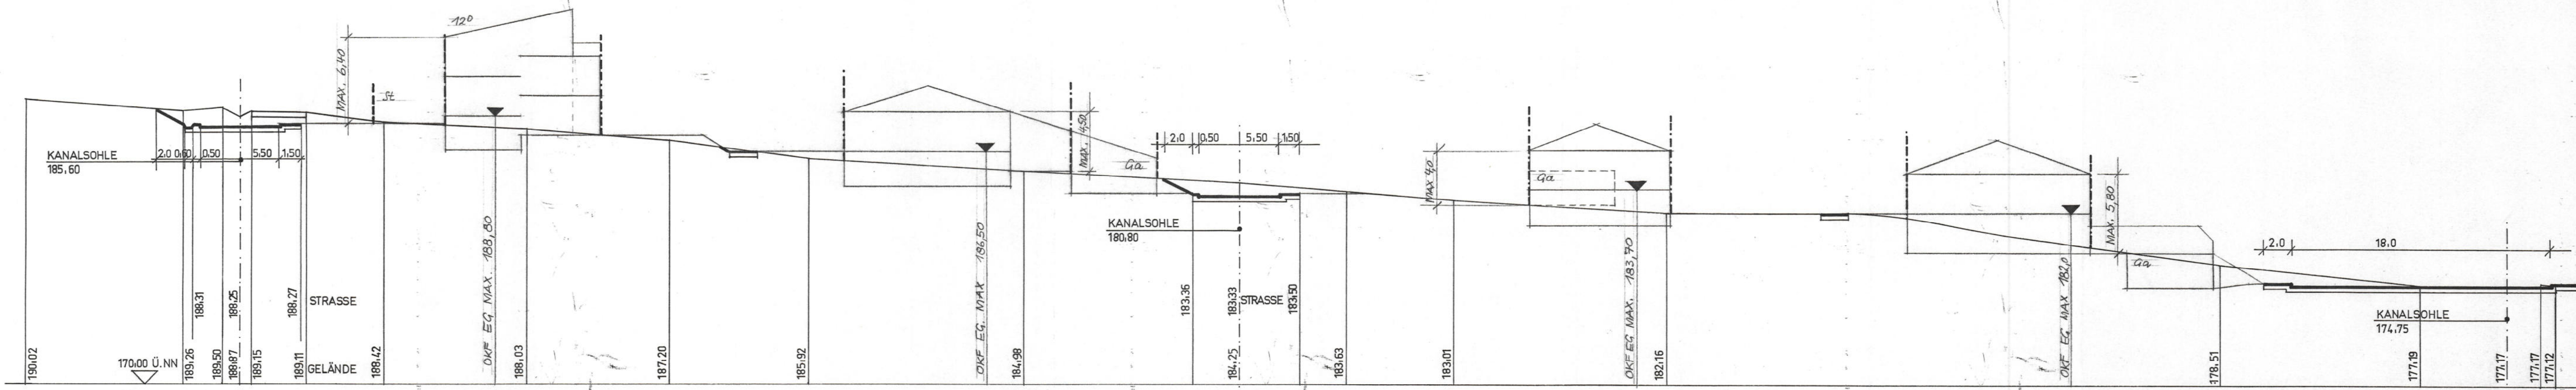 12°
MAX. 6,40
St
KANALSOHLE
185,60
2,0 0,60 0,50 5,50 1,50
188,31
188,25
188,27
STRASSE
170,00 Ü.NN
190,02
189,26
189,50
188,87
189,15
189,11
GELÄNDE
188,42
OKF EG MAX. 188,80
188,03
187,20
185,92
OKF EG. MAX 186,50
184,98
MAX. 4,50
Ga
2,0 0,50 5,50 1,50
KANALSOHLE
180,80
183,36
183,33
STRASSE
183,50
184,25
183,63
183,01
MAX 4,0
Ga
OKF EG MAX. 183,70
182,16
OKF EG MAX 182,0
MAX. 5,80
Ga
2,0 18,0
178,51
KANALSOHLE
174,75
177,19
177,17
177,17
177,12